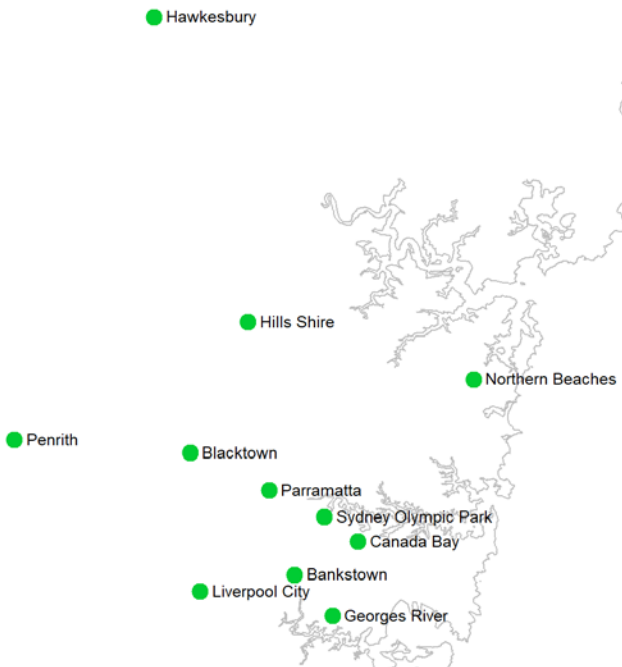 Hawkesbury
Hills Shire
Northern Beaches
Penrith
Blacktown
Parramatta
Sydney Olympic Park
Canada Bay
Bankstown
Liverpool City
Georges River